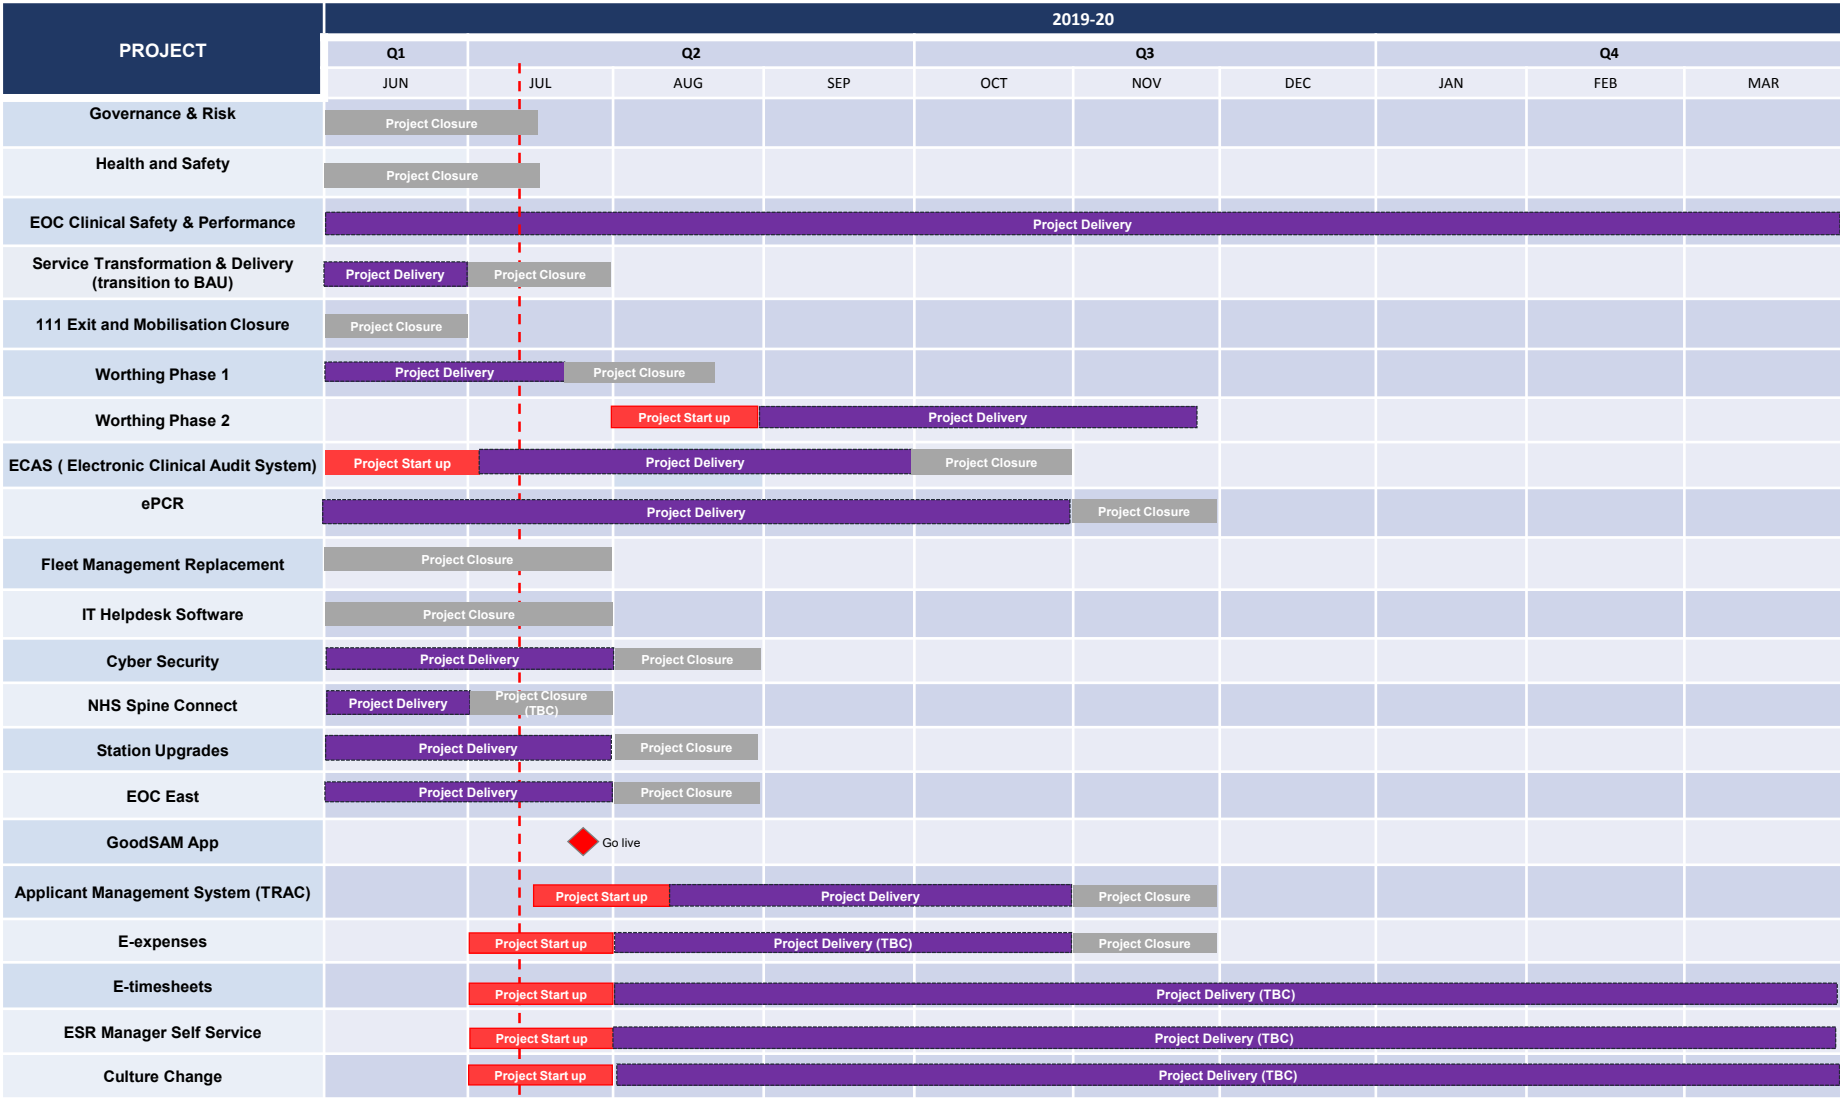 2019-20
PROJECT
Q1 Q2 Q3 Q4
JUN JUL AUG SEP OCT NOV DEC JAN FEB MAR
Governance & Risk
Project Closure
Health and Safety
Project Closure
EOC Clinical Safety & Performance
Project Delivery
Service Transformation & Delivery
(transition to BAU)
Project Delivery Project Closure
111 Exit and Mobilisation Closure
Project Closure
Worthing Phase 1
Project Delivery Project Closure
Worthing Phase 2
Project Start up Project Delivery
ECAS ( Electronic Clinical Audit System)
Project Start up Project Delivery Project Closure
ePCR
Project Delivery Project Closure
Fleet Management Replacement
Project Closure
IT Helpdesk Software
Project Closure
Cyber Security
Project Delivery Project Closure
NHS Spine Connect
Project Delivery Project Closure
(TBC)
Station Upgrades
Project Delivery Project Closure
EOC East
Project Delivery Project Closure
GoodSAM App
Go live
Applicant Management System (TRAC)
Project Start up Project Delivery Project Closure
E-expenses
Project Start up Project Delivery (TBC) Project Closure
E-timesheets
Project Start up Project Delivery (TBC)
ESR Manager Self Service
Project Start up Project Delivery (TBC)
Culture Change
Project Start up Project Delivery (TBC)